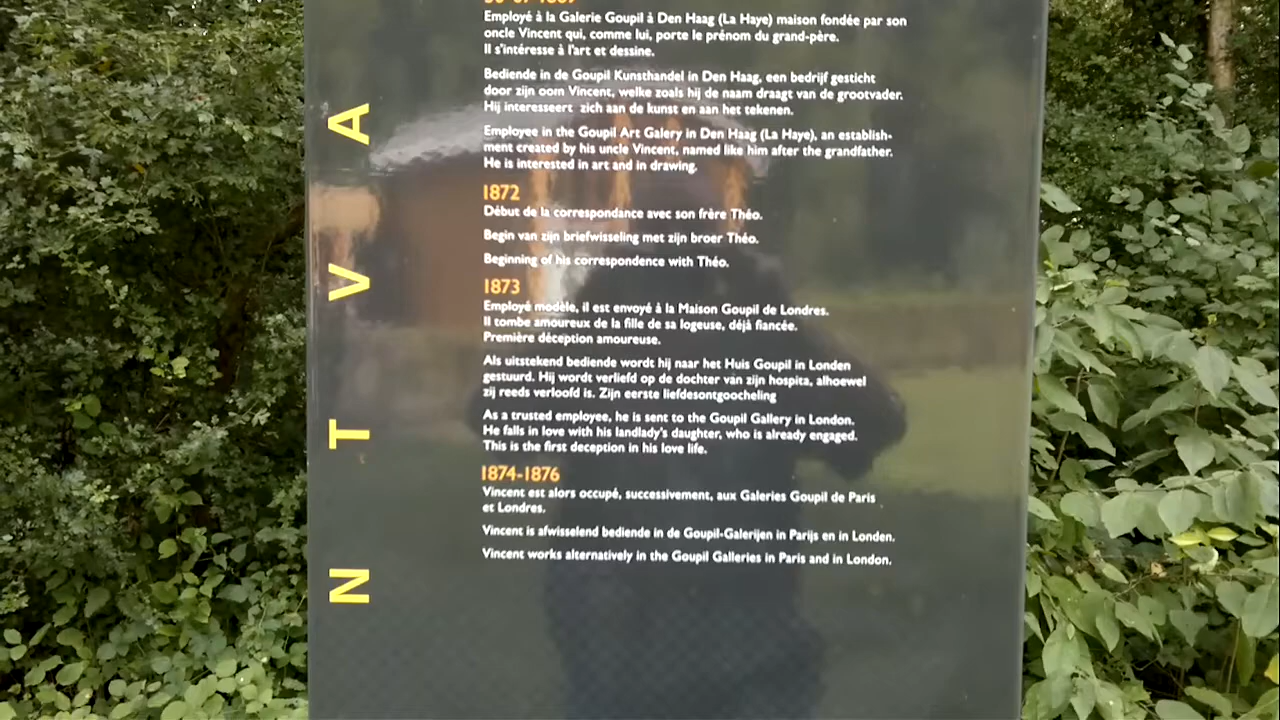 Employé à la Galerie Goupil à Den Haag (La Haye) maison fondée par son
oncle Vincent qui, comme lui, porte le prénom du grand-père.
Il s'intéresse à l'art et dessine.
Bediende in de Goupil Kunsthandel in Den Haag, een bedrijf gesticht
door zijn oom Vincent, welke zoals hij de naam draagt van de grootvader.
Hij interesseert zich aan de kunst en aan het tekenen.
Employee in the Goupil Art Galery in Den Haag (La Haye), an establish-
ment created by his uncle Vincent, named like him after the grandfather.
He is interested in art and in drawing.
1872
Début de la correspondance avec son frère Théo.
Begin van zijn briefwisseling met zijn broer Théo.
Beginning of his correspondence with Théo.
1873
Employé modèle, il est envoyé à la Maison Goupil de Londres.
Il tombe amoureux de la fille de sa logeuse, déjà fiancée.
Première déception amoureuse.
Als uitstekend bediende wordt hij naar het Huis Goupil in Londen
gestuurd. Hij wordt verliefd op de dochter van zijn hospita, alhoewel
zij reeds verloofd is. Zijn eerste liefdesontgoocheling
As a trusted employee, he is sent to the Goupil Gallery in London.
He falls in love with his landlady's daughter, who is already engaged.
This is the first deception in his love life.
1874-1876
Vincent est alors occupé, successivement, aux Galeries Goupil de Paris
et Londres.
Vincent is afwisselend bediende in de Goupil-Galerijen in Parijs en in Londen.
Vincent works alternatively in the Goupil Galleries in Paris and in London.
N T V A